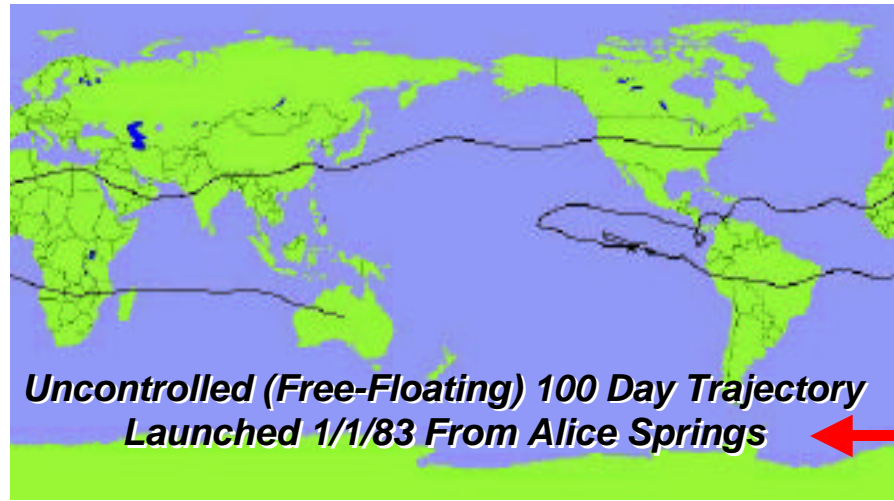 Uncontrolled (Free-Floating) 100 Day Trajectory
Launched 1/1/83 From Alice Springs